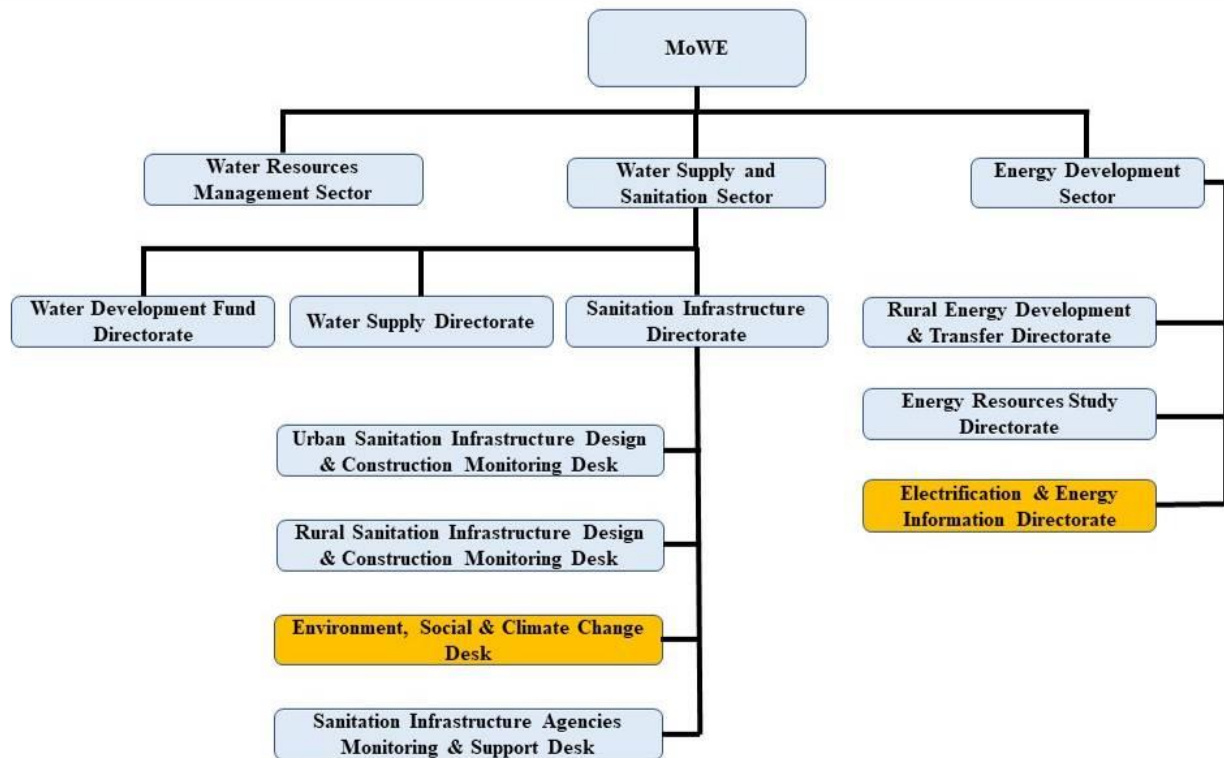 MoWE
Water Resources
Management Sector
Water Supply and
Sanitation Sector
Energy Development
Sector
Water Development Fund
Directorate
Water Supply Directorate
Sanitation Infrastructure
Directorate
Rural Energy Development
& Transfer Directorate
Energy Resources Study
Directorate
Electrification & Energy
Information Directorate
Urban Sanitation Infrastructure Design
& Construction Monitoring Desk
Rural Sanitation Infrastructure Design
& Construction Monitoring Desk
Environment, Social & Climate Change
Desk
Sanitation Infrastructure Agencies
Monitoring & Support Desk